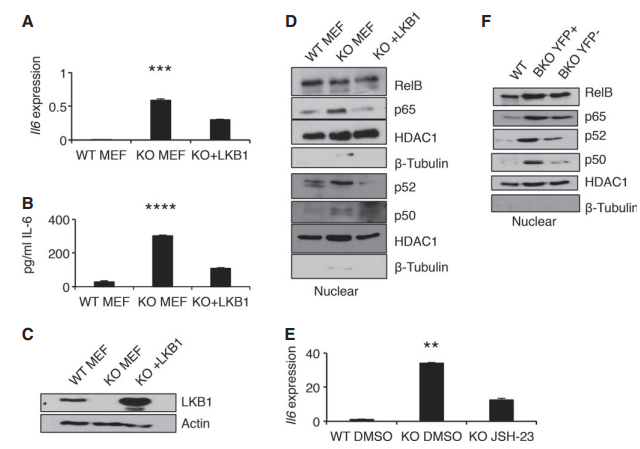 A
Il6 expression
1
0.5
0
***
WT MEF KO MEF KO+LKB1
B
pg/ml IL-6
400
200
0
****
WT MEF KO MEF KO+LKB1
C
WT MEF KO MEF KO +LKB1
LKB1
Actin
D
WT MEF KO MEF KO +LKB1
RelB
p65
HDAC1
β-Tubulin
p52
p50
HDAC1
β-Tubulin
Nuclear
E
Il6 expression
40
20
0
**
WT DMSO KO DMSO KO JSH-23
F
WT BKO YFP+ BKO YFP-
RelB
p65
p52
p50
HDAC1
β-Tubulin
Nuclear